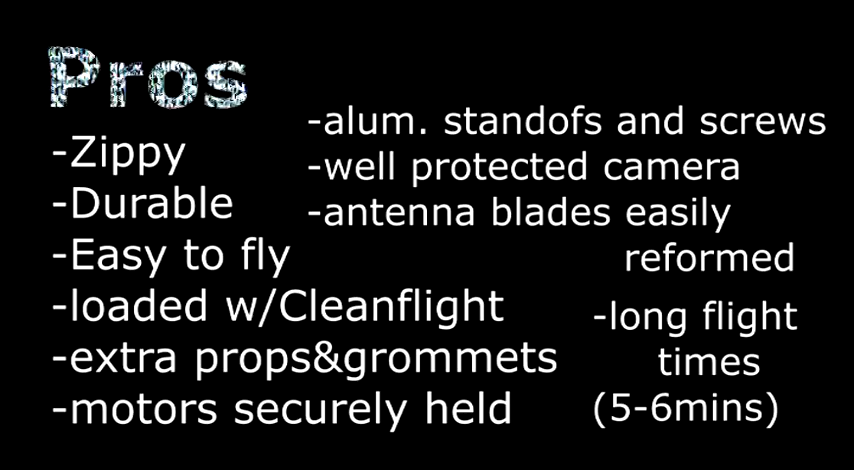 Pros
-Zippy
-Durable
-Easy to fly
-loaded w/Cleanflight
-extra props&grommets
-motors securely held
-alum. standofs and screws
-well protected camera
-antenna blades easily
reformed
-long flight
times
(5-6mins)